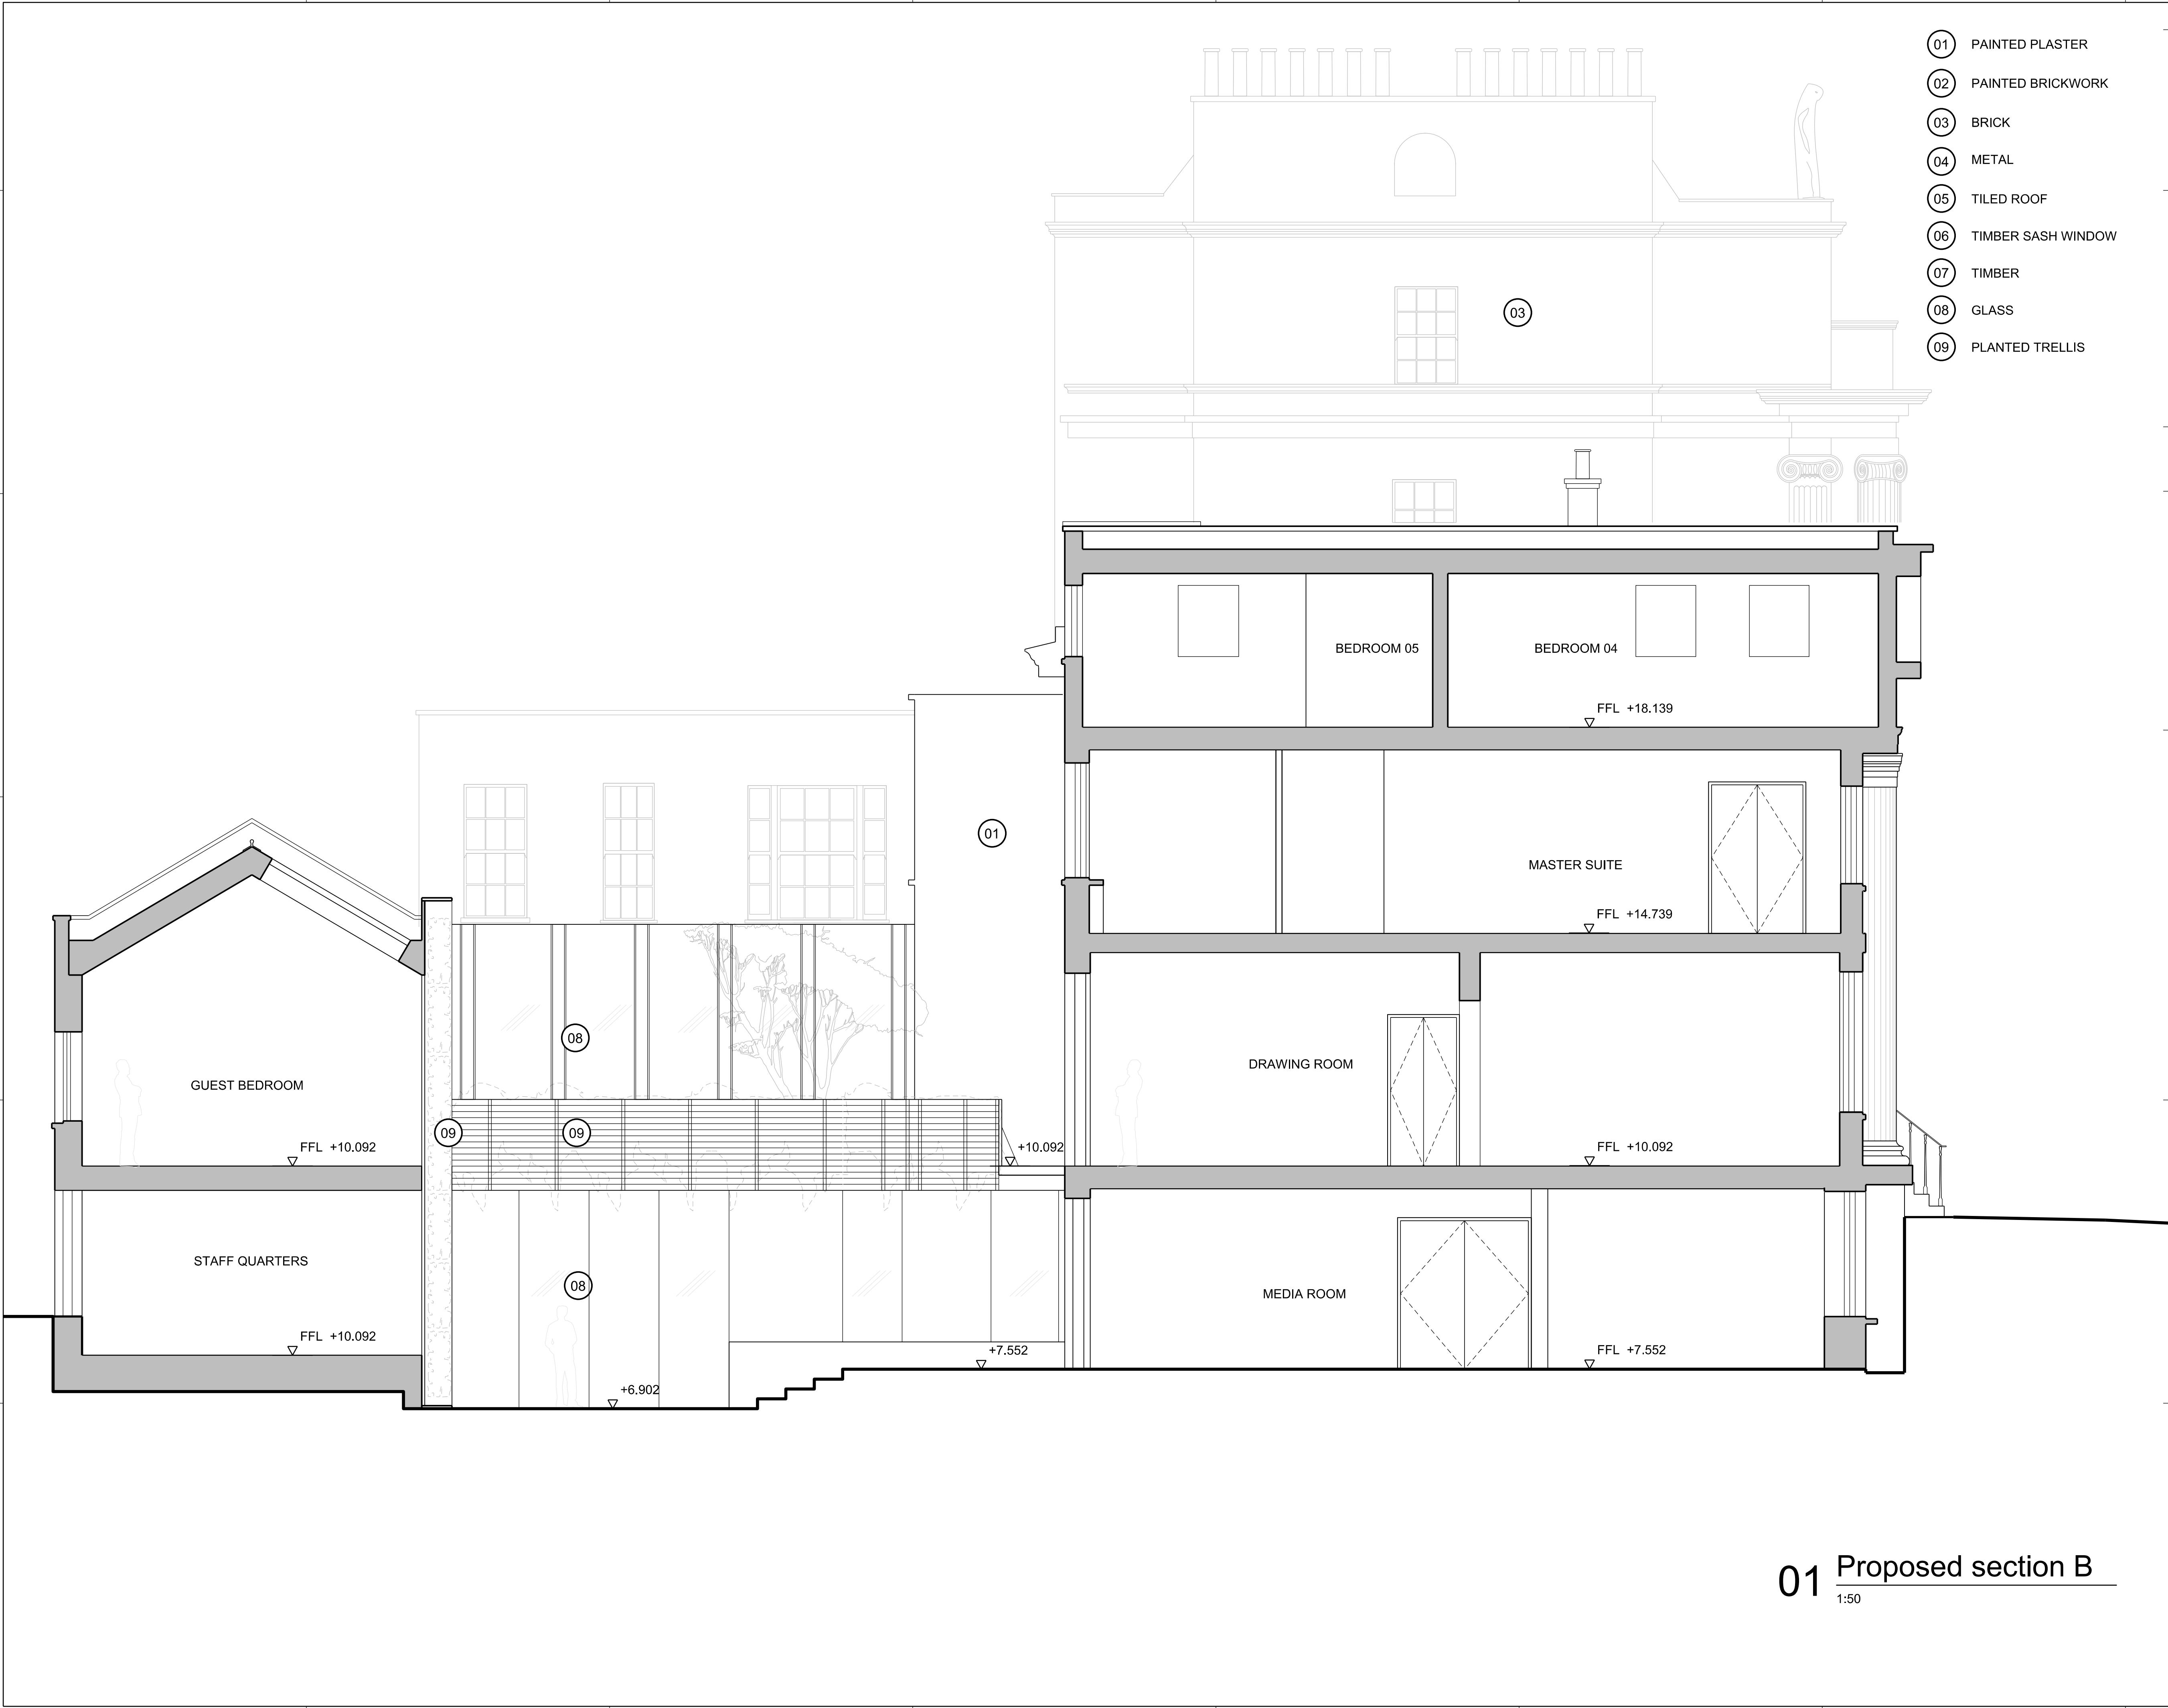 01 PAINTED PLASTER
02 PAINTED BRICKWORK
03 BRICK
04 METAL
05 TILED ROOF
06 TIMBER SASH WINDOW
07 TIMBER
08 GLASS
09 PLANTED TRELLIS
03
BEDROOM 05
BEDROOM 04
FFL +18.139
01
MASTER SUITE
FFL +14.739
08
DRAWING ROOM
GUEST BEDROOM
09
09
FFL +10.092
+10.092
FFL +10.092
STAFF QUARTERS
08
MEDIA ROOM
FFL +10.092
+7.552
FFL +7.552
+6.902
01 Proposed section B
1:50